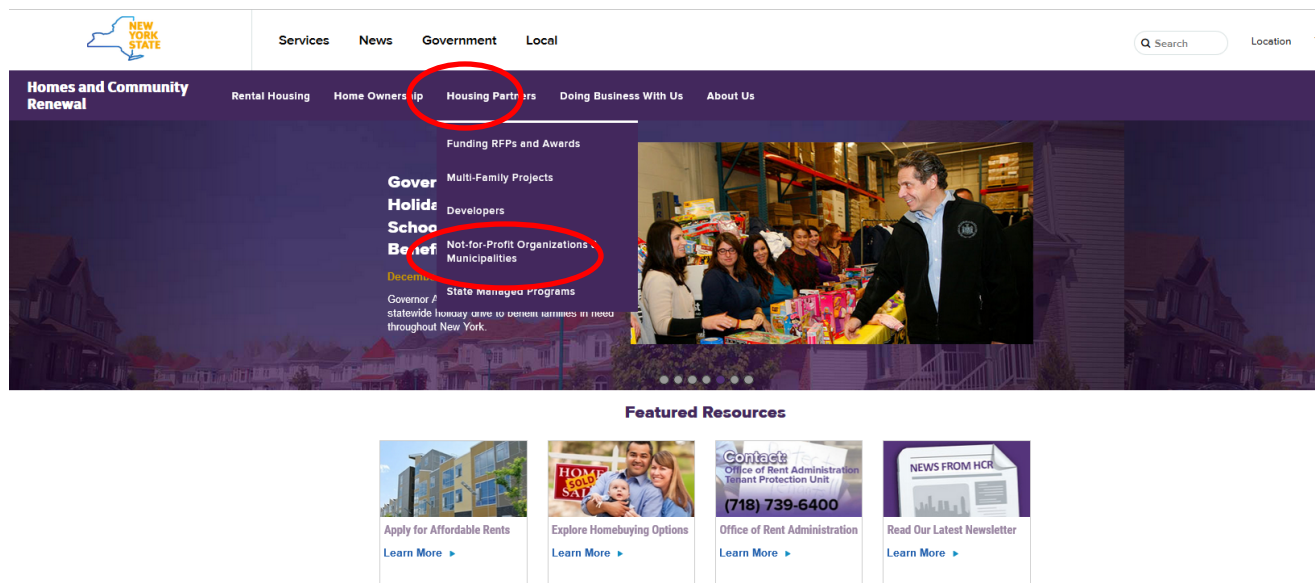 NEW
YORK
STATE
Services News Government Local
Search
Location
Homes and Community
Renewal
Rental Housing Home Ownership Housing Partners Doing Business With Us About Us
Funding RFPs and Awards
Multi-Family Projects
Developers
Not-for-Profit Organizations &
Municipalities
State Managed Programs
Gover
Holida
Schoo
Benef
Decemb
Governor A
statewide holiday drive to benefit families in need
throughout New York.
Featured Resources
HOME
SOLD
SALE
Contact:
Office of Rent Administration
Tenant Protection Unit
(718) 739-6400
NEWS FROM HCR
Apply for Affordable Rents
Learn More
Explore Homebuying Options
Learn More
Office of Rent Administration
Learn More
Read Our Latest Newsletter
Learn More